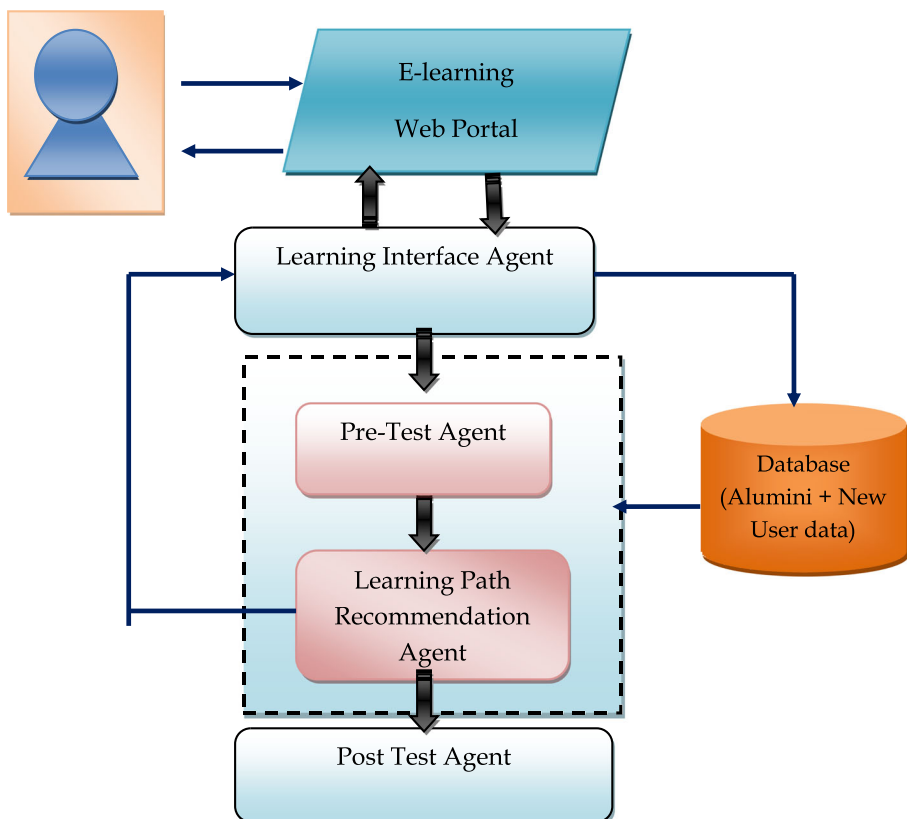 E-learning
Web Portal
Learning Interface Agent
Pre-Test Agent
Database
(Alumini + New
User data)
Learning Path
Recommendation
Agent
Post Test Agent